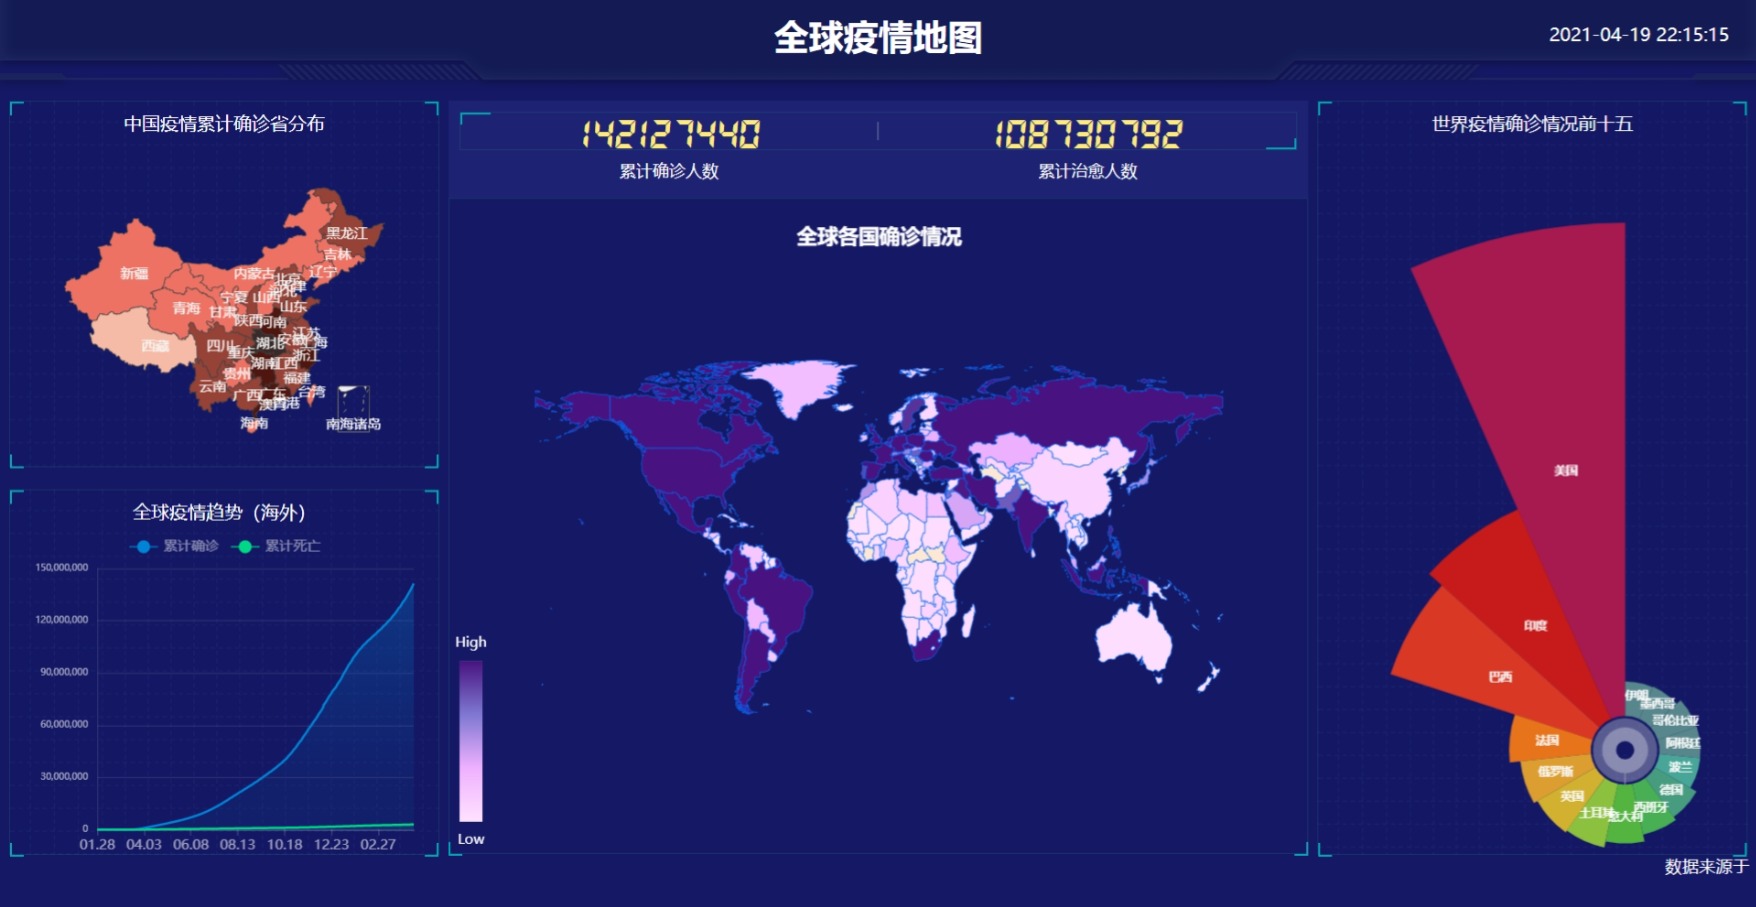 全球疫情地图
2021-04-19 22:15:15
中国疫情累计确诊省分布
黑龙江
吉林
辽宁
新疆
内蒙古
北京
天津
河北
宁夏
山西
青海
甘肃
山东
陕西
河南
江苏
西藏
四川
湖北
安徽
上海
重庆
浙江
湖南
江西
贵州
福建
云南
广西
广东
台湾
澳门
香港
海南
南海诸岛
全球疫情趋势（海外）
累计确诊
累计死亡
150,000,000
120,000,000
90,000,000
60,000,000
30,000,000
0
01.28 04.03 06.08 08.13 10.18 12.23 02.27
142127440
108730792
累计确诊人数
累计治愈人数
全球各国确诊情况
High
Low
世界疫情确诊情况前十五
美国
印度
巴西
法国
俄罗斯
英国
土耳其
意大利
西班牙
德国
波兰
阿根廷
哥伦比亚
墨西哥
伊朗
数据来源于